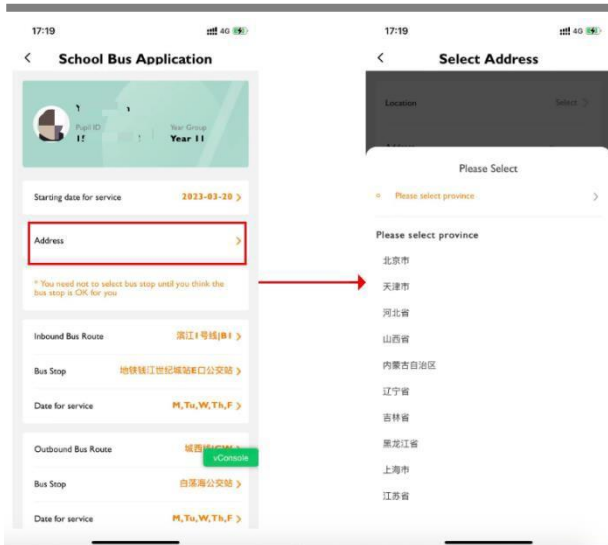 17:19
4G
School Bus Application
Pupil ID
Year Group
Year 11
Starting date for service
2023-03-20
Address
* You need not to select bus stop until you think the
bus stop is OK for you
Inbound Bus Route
滨江1号线|B1
Bus Stop
地铁钱江世纪城站E口公交站
Date for service
M,Tu,W,Th,F
Outbound Bus Route
vConsole
Bus Stop
白荡海公交站
Date for service
M,Tu,W,Th,F
17:19
4G
Select Address
Location
Select
Please Select
Please select province
Please select province
北京市
天津市
河北省
山西省
内蒙古自治区
辽宁省
吉林省
黑龙江省
上海市
江苏省